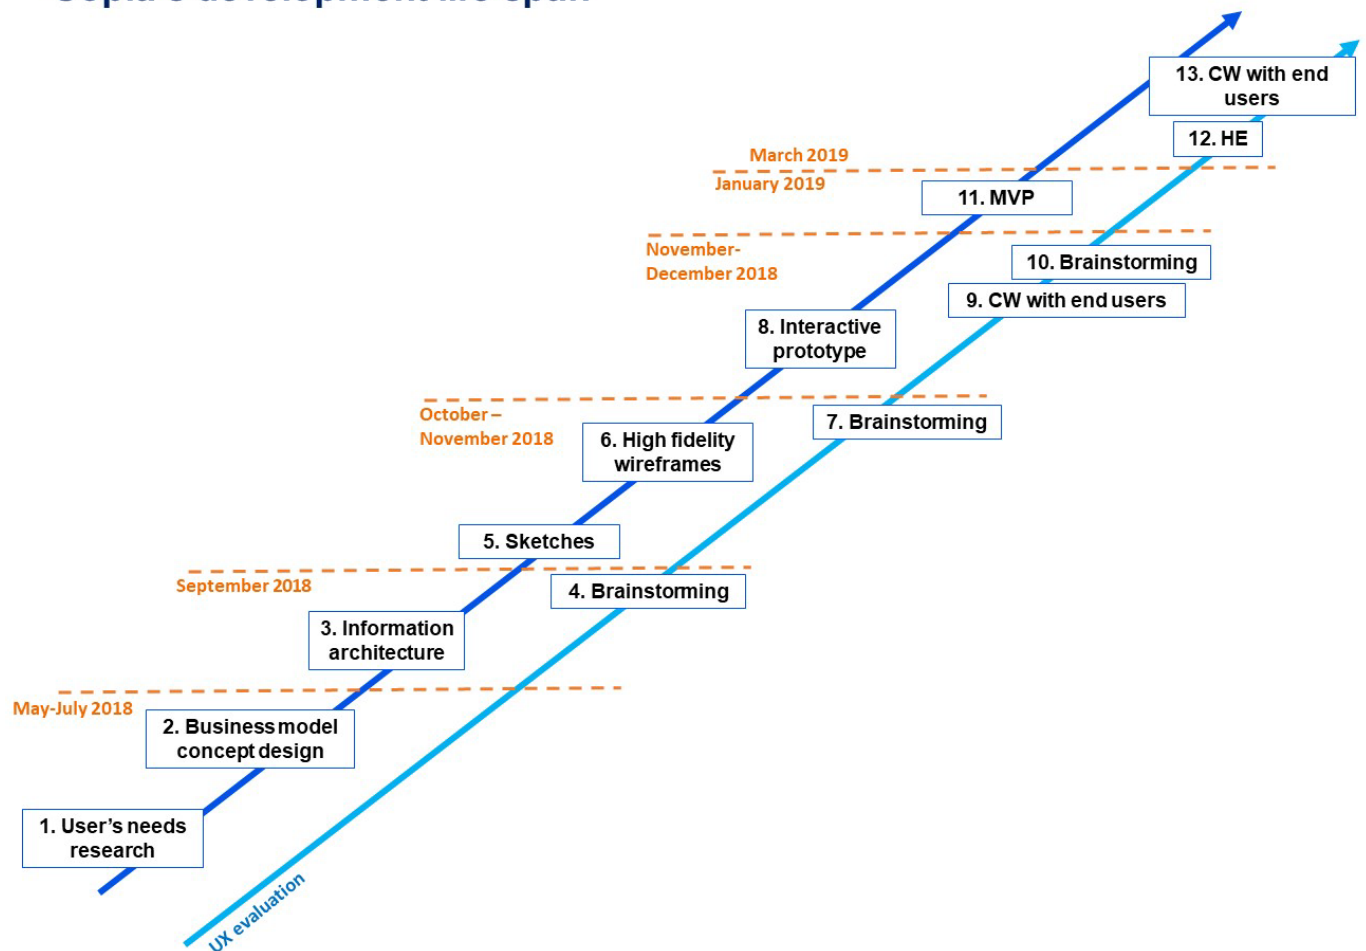 March 2019
January 2019
November-
December 2018
October –
November 2018
September 2018
May-July 2018
13. CW with end
users
12. HE
11. MVP
10. Brainstorming
9. CW with end users
8. Interactive
prototype
7. Brainstorming
6. High fidelity
wireframes
5. Sketches
4. Brainstorming
3. Information
architecture
2. Business model
concept design
1. User’s needs
research
UX evaluation